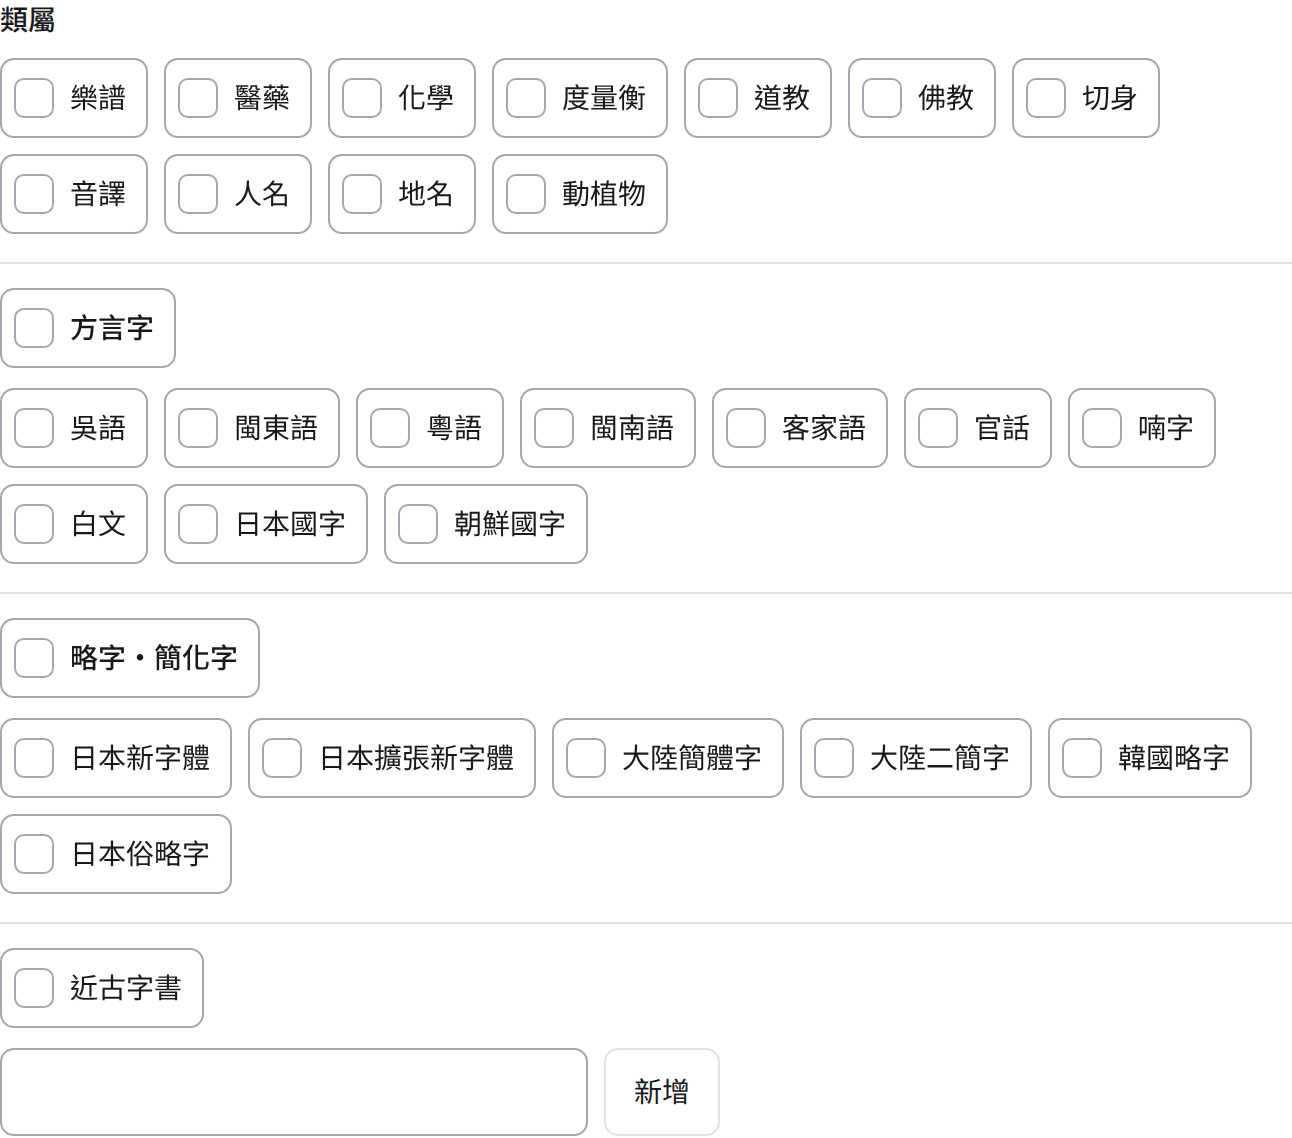 類屬
樂譜 醫藥 化學 度量衡 道教 佛教 切身
音譯 人名 地名 動植物
方言字
吳語 閩東語 粵語 閩南語 客家語 官話 喃字
白文 日本國字 朝鮮國字
略字・簡化字
日本新字體 日本擴張新字體 大陸簡體字 大陸二簡字 韓國略字
日本俗略字
近古字書
新增